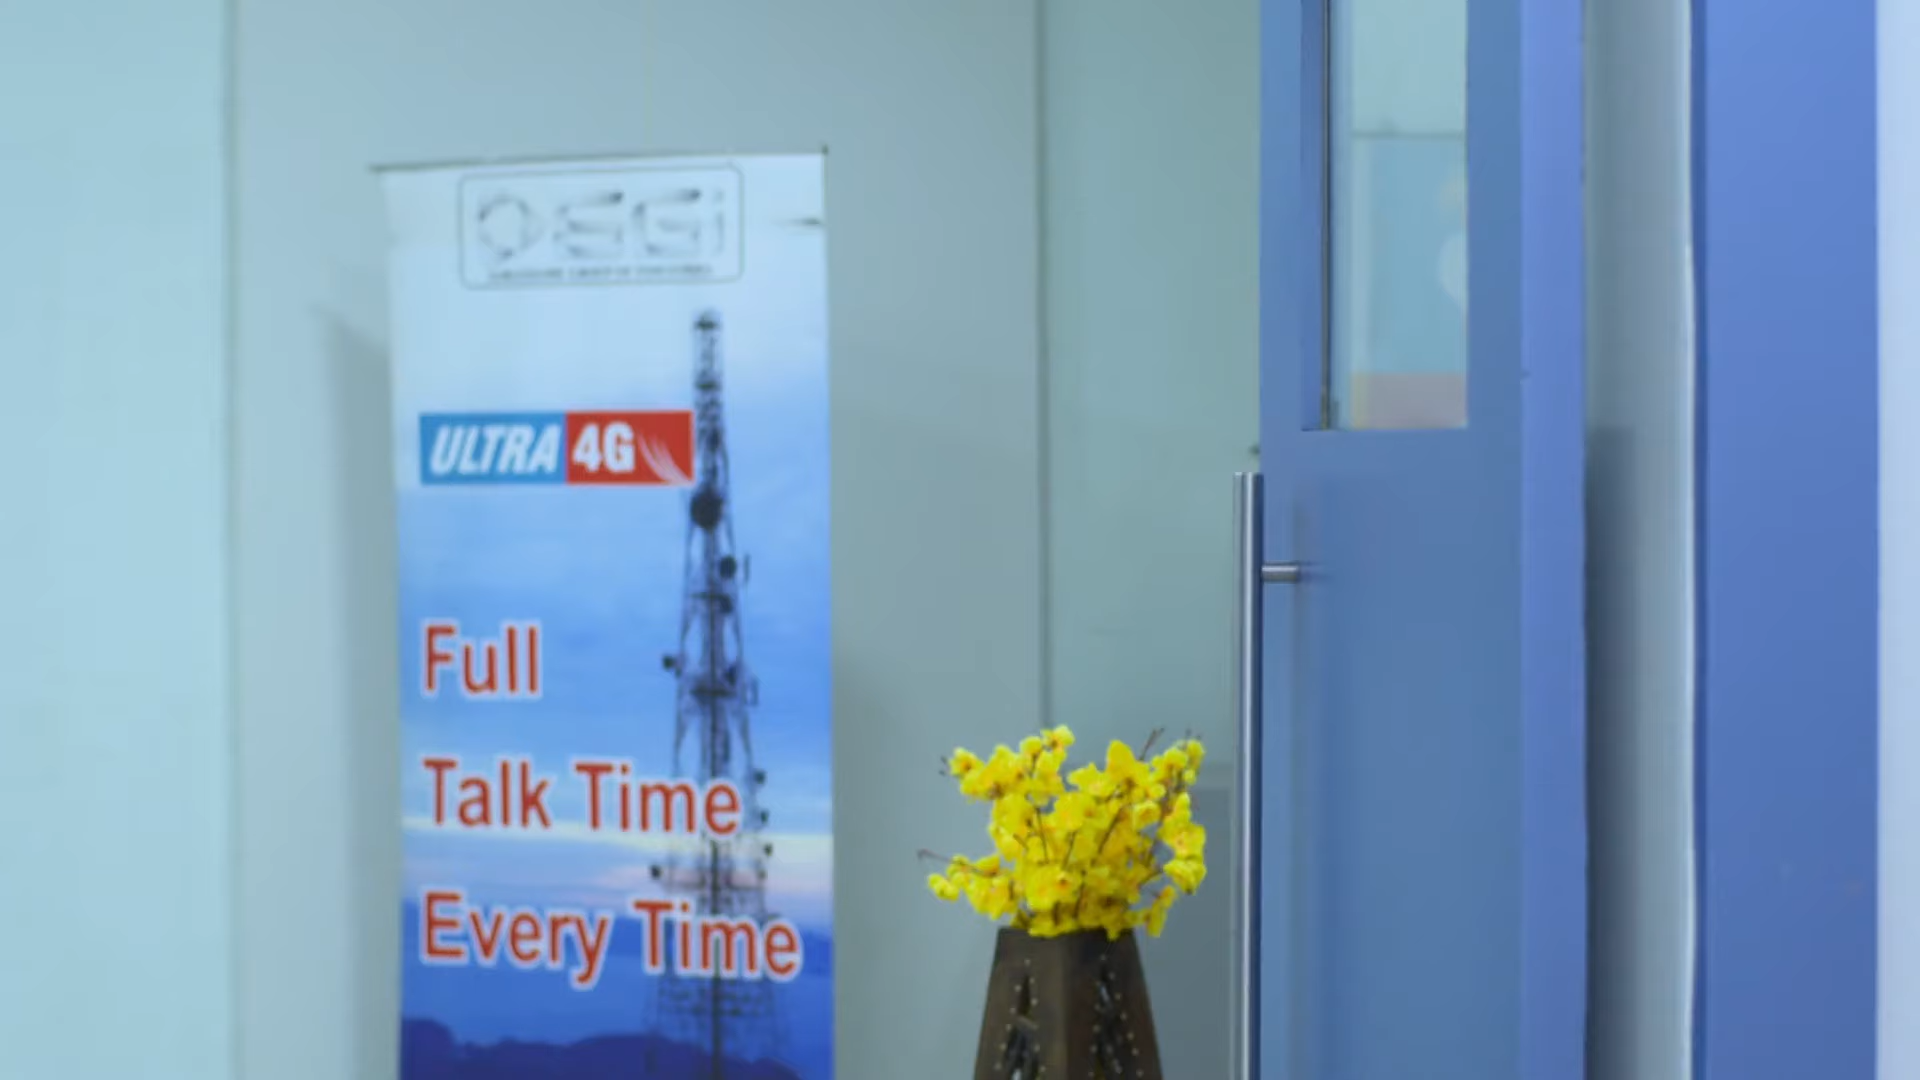 SGi
ULTRA 4G
Full
Talk Time
Every Time